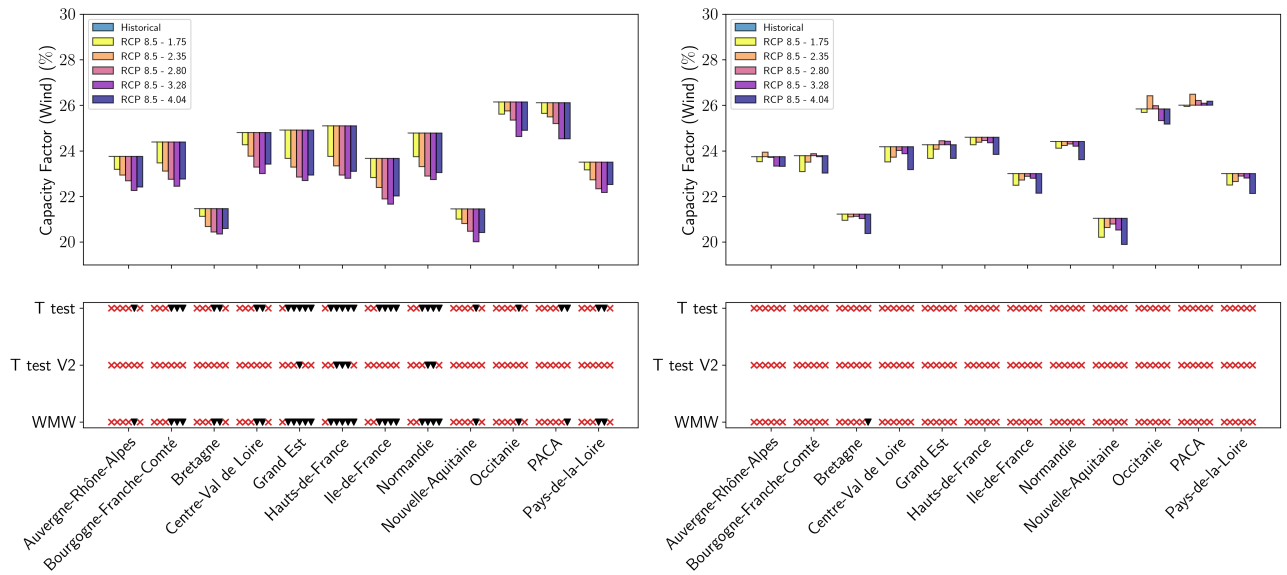 30
28
26
24
22
20
Capacity Factor (Wind) (%)
Historical
RCP 8.5 - 1.75
RCP 8.5 - 2.35
RCP 8.5 - 2.80
RCP 8.5 - 3.28
RCP 8.5 - 4.04
T test
T test V2
WMW
Auvergne-Rhône-Alpes
Bourgogne-Franche-Comté
Bretagne
Centre-Val de Loire
Grand Est
Hauts-de-France
Ile-de-France
Normandie
Nouvelle-Aquitaine
Occitanie
PACA
Pays-de-la-Loire
30
28
26
24
22
20
Capacity Factor (Wind) (%)
Historical
RCP 8.5 - 1.75
RCP 8.5 - 2.35
RCP 8.5 - 2.80
RCP 8.5 - 3.28
RCP 8.5 - 4.04
T test
T test V2
WMW
Auvergne-Rhône-Alpes
Bourgogne-Franche-Comté
Bretagne
Centre-Val de Loire
Grand Est
Hauts-de-France
Ile-de-France
Normandie
Nouvelle-Aquitaine
Occitanie
PACA
Pays-de-la-Loire